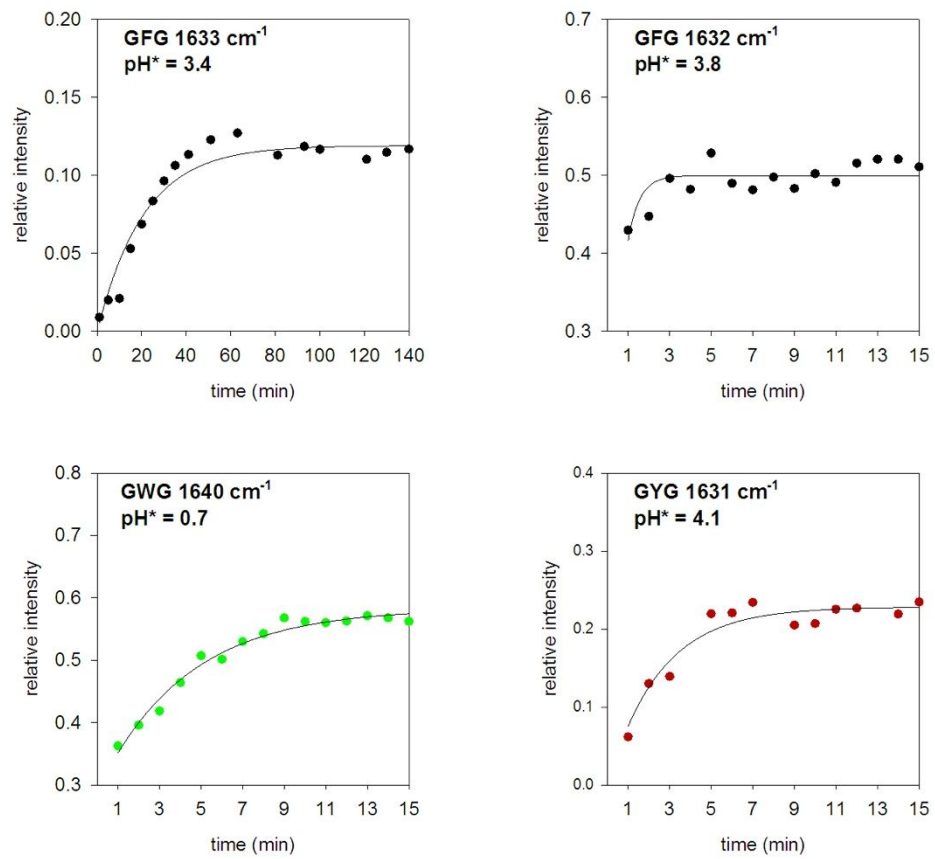 GFG 1633 cm-1
pH* = 3.4
0.20
0.15
0.10
0.05
0.00
relative intensity
0 20 40 60 80 100 120 140
time (min)
GFG 1632 cm-1
pH* = 3.8
0.7
0.6
0.5
0.4
0.3
relative intensity
1 3 5 7 9 11 13 15
time (min)
GWG 1640 cm-1
pH* = 0.7
0.8
0.7
0.6
0.5
0.4
0.3
relative intensity
1 3 5 7 9 11 13 15
time (min)
GYG 1631 cm-1
pH* = 4.1
0.4
0.3
0.2
0.1
0.0
relative intensity
1 3 5 7 9 11 13 15
time (min)